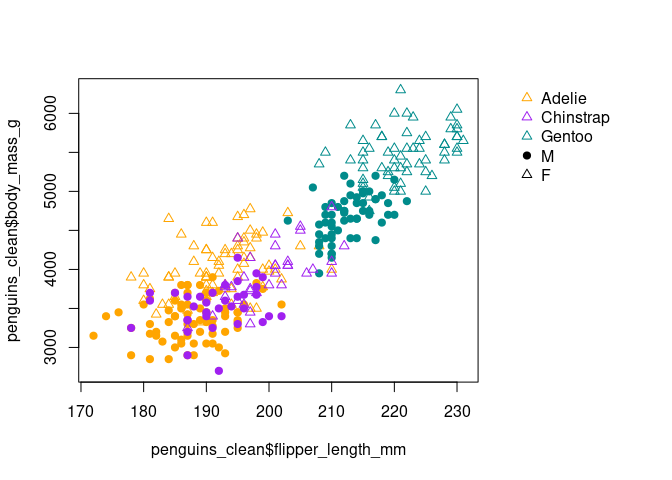 penguins_clean$body_mass_g
6000
5000
4000
3000
170
180
190
200
210
220
230
penguins_clean$flipper_length_mm
Adelie
Chinstrap
Gentoo
M
F